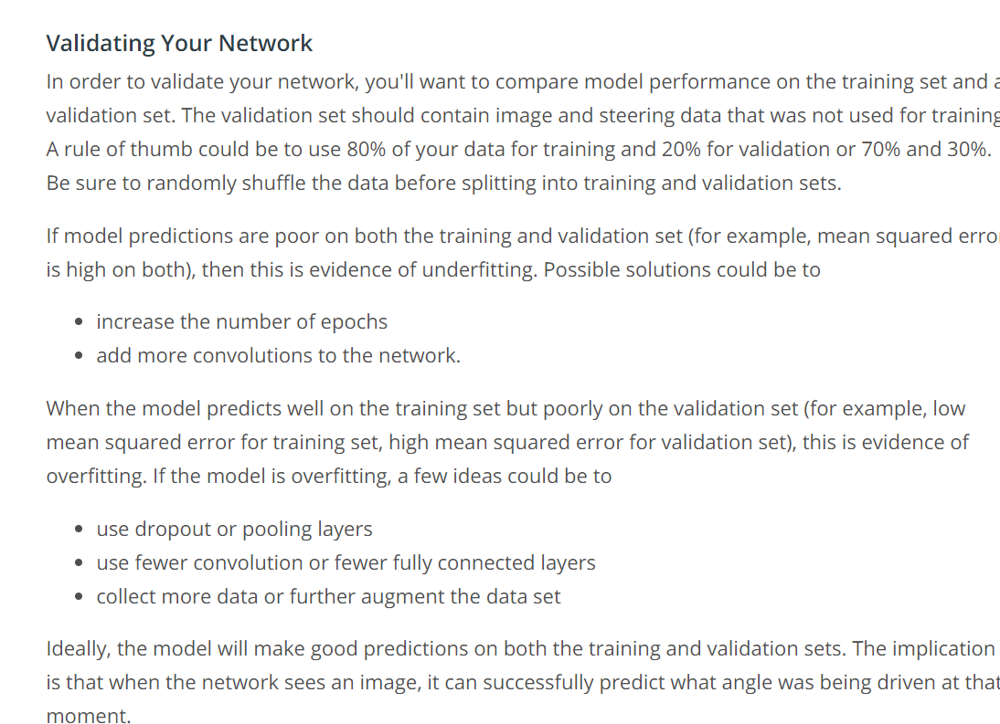 Validating Your Network
In order to validate your network, you'll want to compare model performance on the training set and a
validation set. The validation set should contain image and steering data that was not used for training
A rule of thumb could be to use 80% of your data for training and 20% for validation or 70% and 30%.
Be sure to randomly shuffle the data before splitting into training and validation sets.
If model predictions are poor on both the training and validation set (for example, mean squared error
is high on both), then this is evidence of underfitting. Possible solutions could be to
• increase the number of epochs
• add more convolutions to the network.
When the model predicts well on the training set but poorly on the validation set (for example, low
mean squared error for training set, high mean squared error for validation set), this is evidence of
overfitting. If the model is overfitting, a few ideas could be to
• use dropout or pooling layers
• use fewer convolution or fewer fully connected layers
• collect more data or further augment the data set
Ideally, the model will make good predictions on both the training and validation sets. The implication
is that when the network sees an image, it can successfully predict what angle was being driven at that
moment.